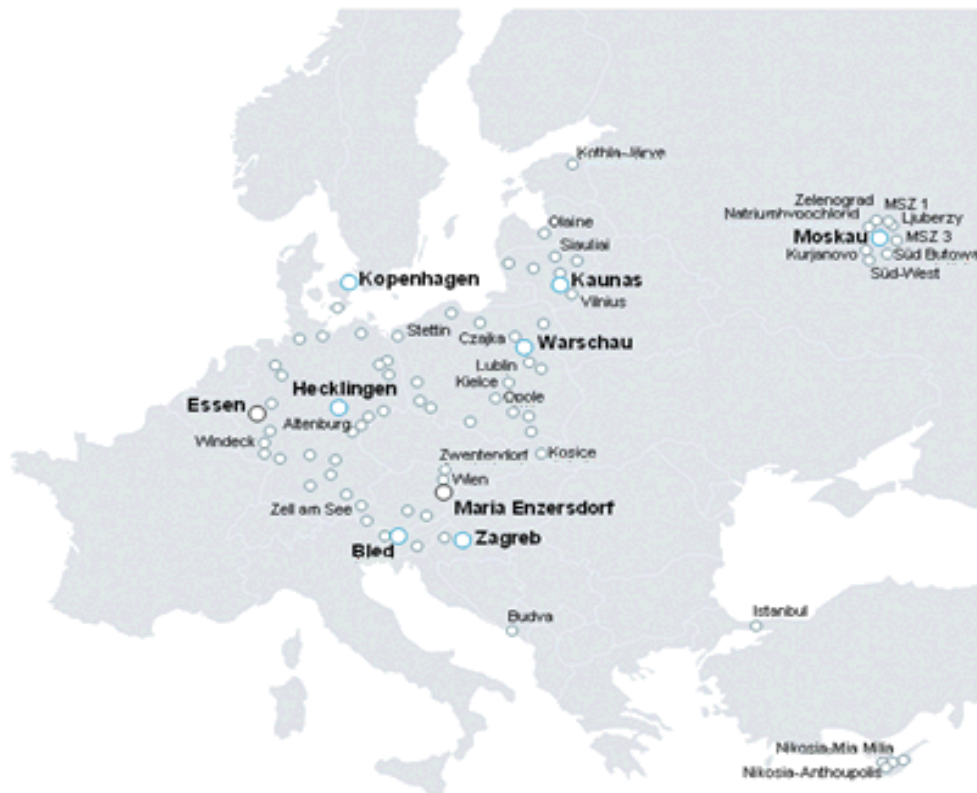 Kothla-Järve
Zelenograd
MSZ 1
Natriumhypochlorid
Ljuberzy
Olaine
Moskau
MSZ 3
Siauliai
Kurjanovo
Süd Butowo
Süd-West
Kopenhagen
Kaunas
Vilnius
Stettin
Czajka
Warschau
Lublin
Hecklingen
Kielce
Essen
Opole
Altenburg
Windeck
Zwentendorf
Kosice
Wien
Zell am See
Maria Enzersdorf
Bled
Zagreb
Budva
Istanbul
Nikosia-Mia Milia
Nikosia-Anthoupolis